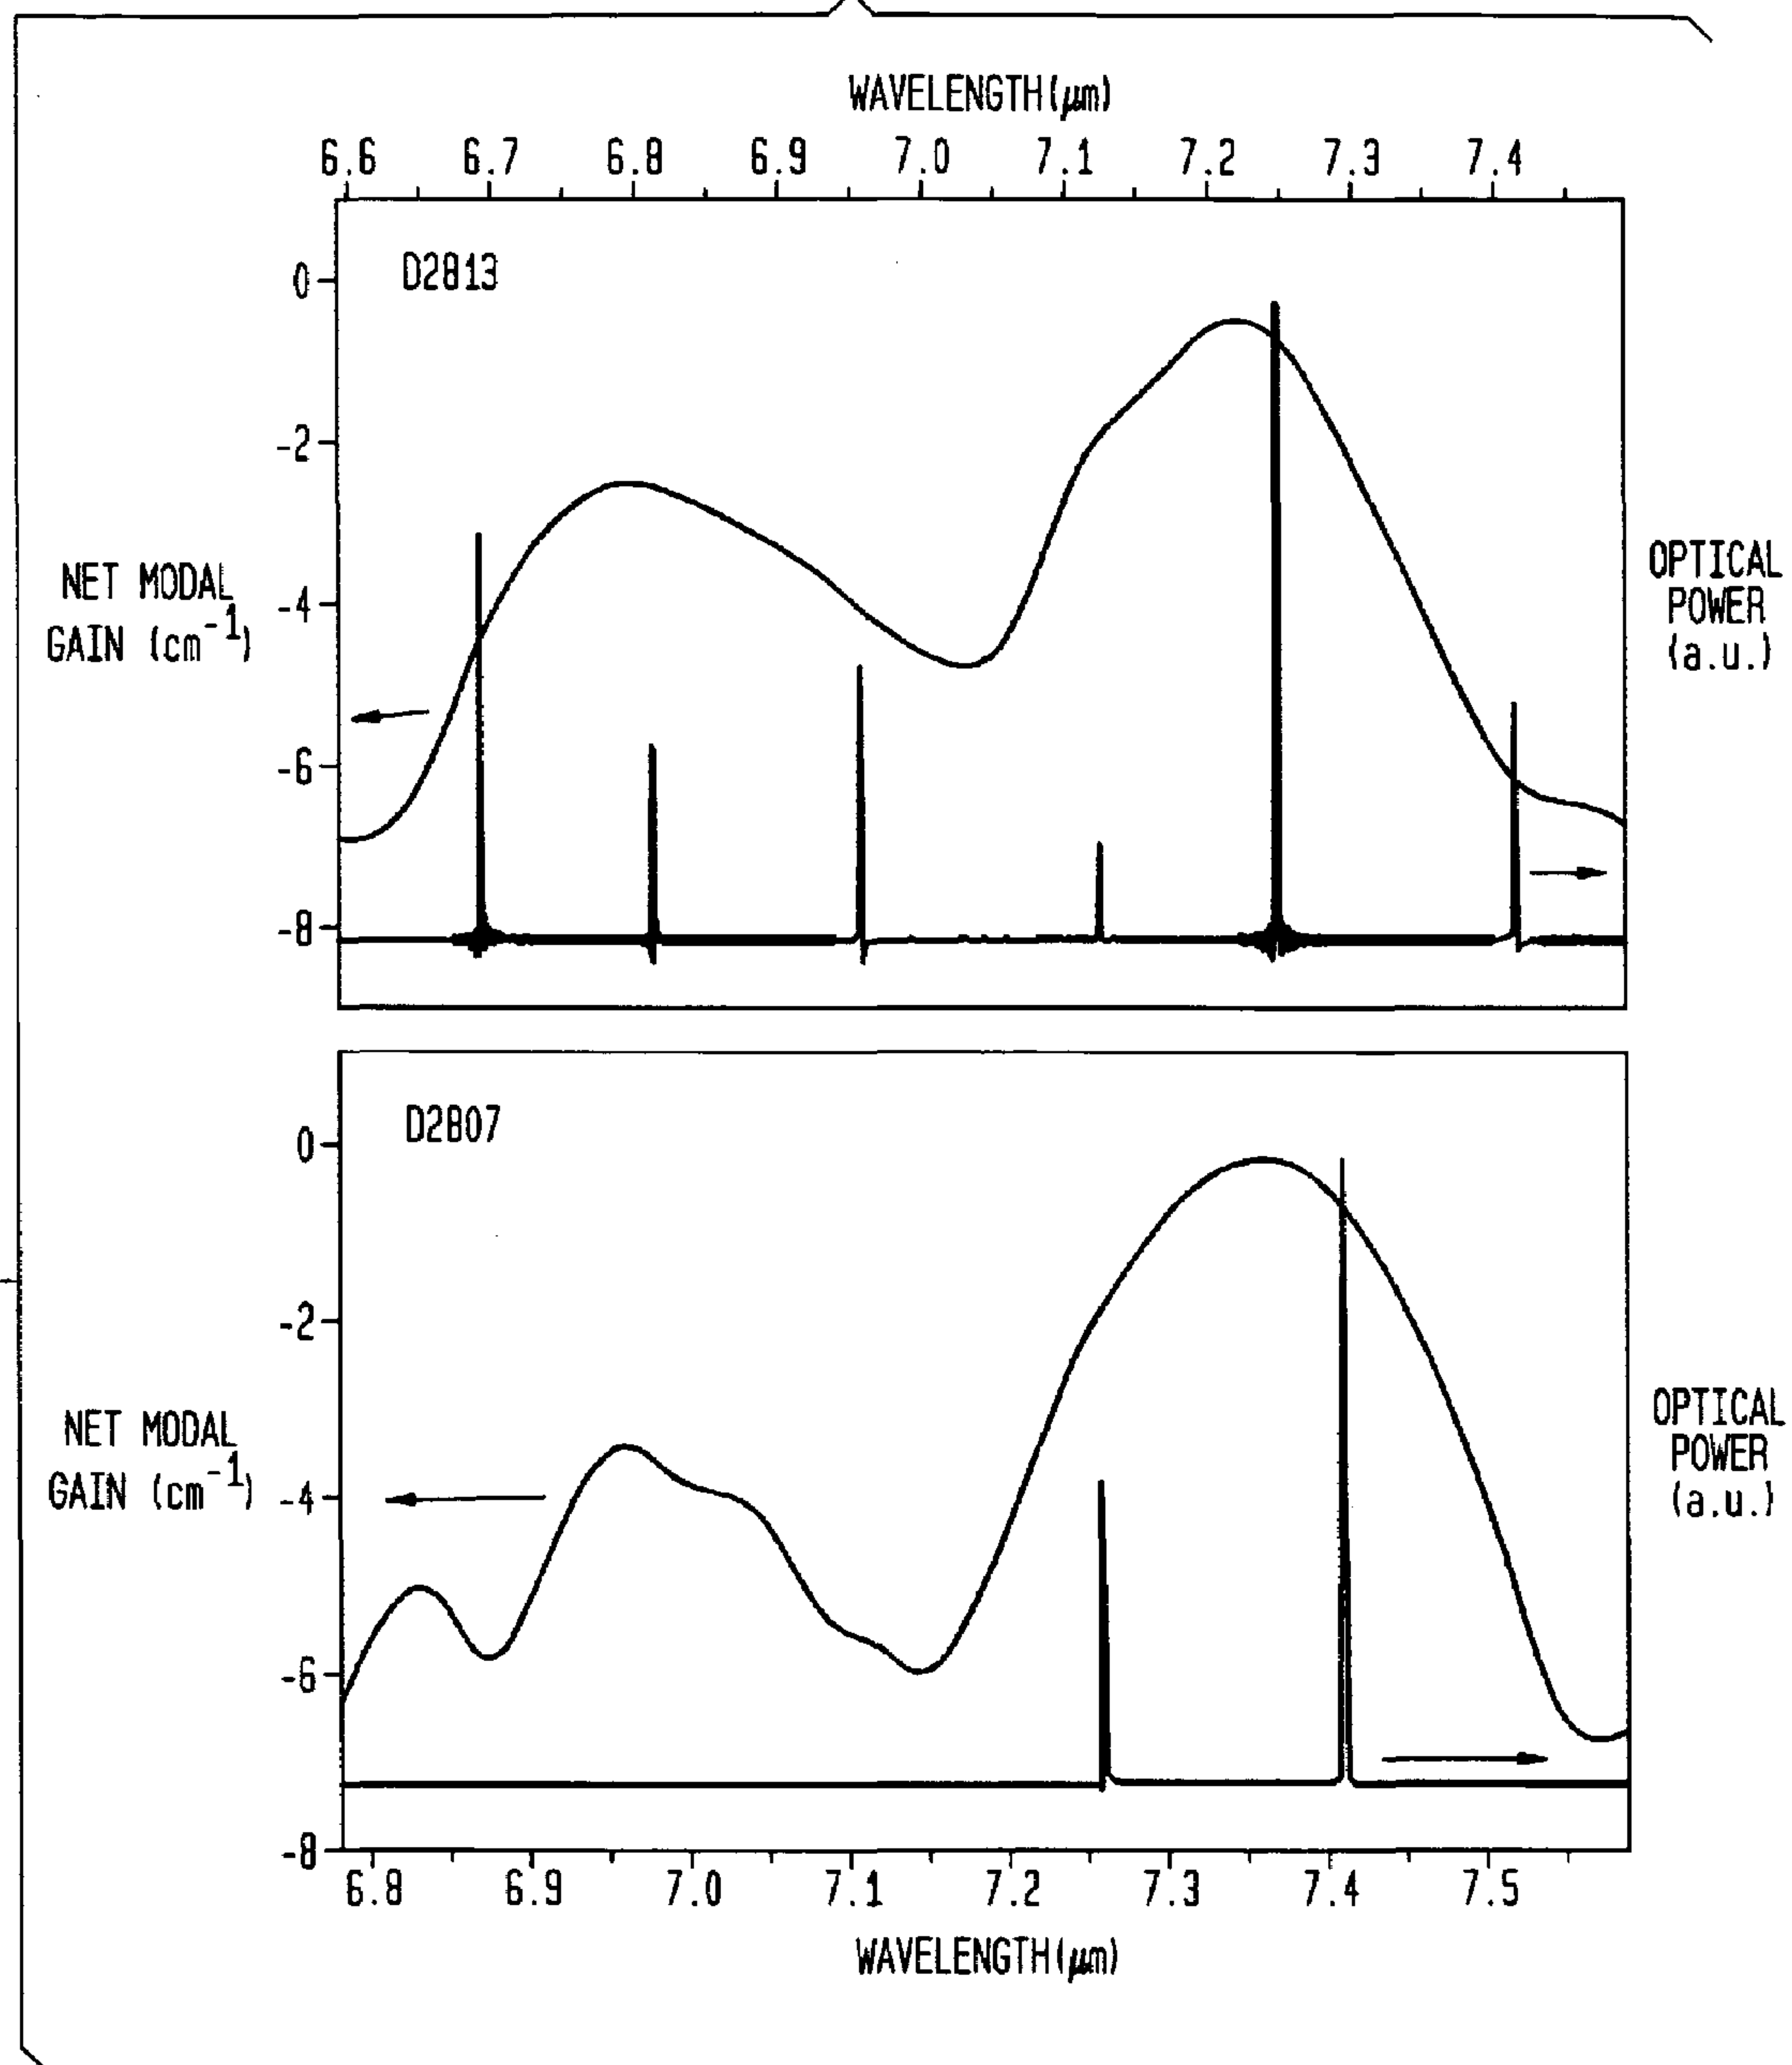 WAVELENGTH(μm)
6.6 6.7 6.8 6.9 7.0 7.1 7.2 7.3 7.4
D2813
0
-2
-4
-6
-8
NET MODAL
GAIN (cm⁻¹)
OPTICAL
POWER
(a.u.)
D2807
0
-2
-4
-6
-8
NET MODAL
GAIN (cm⁻¹)
OPTICAL
POWER
(a.u.)
6.8 6.9 7.0 7.1 7.2 7.3 7.4 7.5
WAVELENGTH(μm)